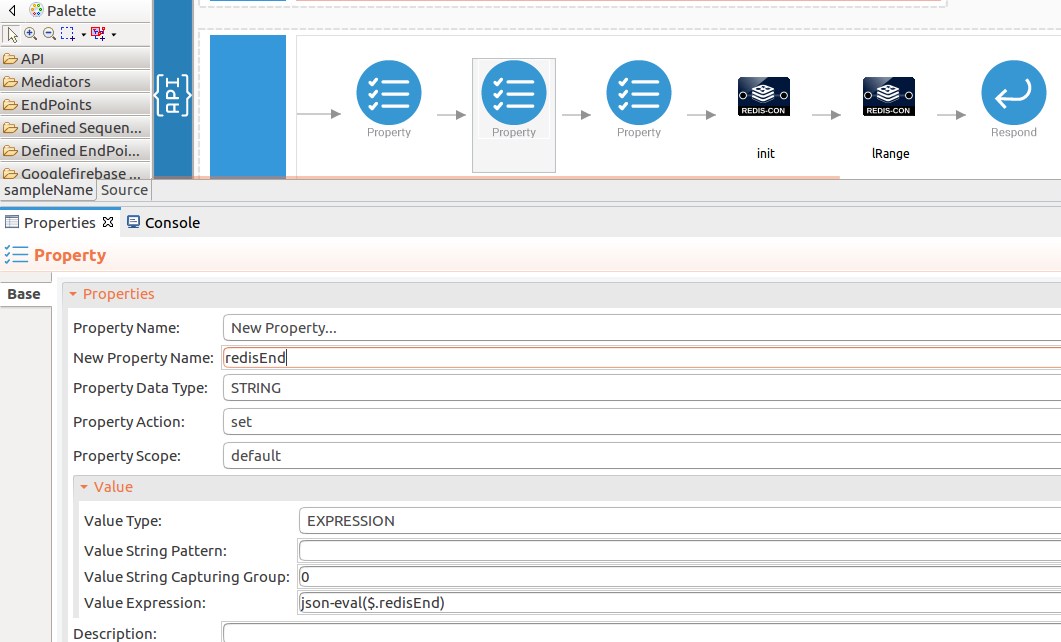 Palette
API
Mediators
EndPoints
Defined Sequen...
Defined EndPoi...
Googlefirebase ...
{API}
Property
Property
Property
REDIS-CON
init
REDIS-CON
lRange
Respond
sampleName
Source
Properties
Console
Property
Base
Properties
Property Name: New Property...
New Property Name: redisEnd
Property Data Type: STRING
Property Action: set
Property Scope: default
Value
Value Type: EXPRESSION
Value String Pattern:
Value String Capturing Group: 0
Value Expression: json-eval($.redisEnd)
Description: